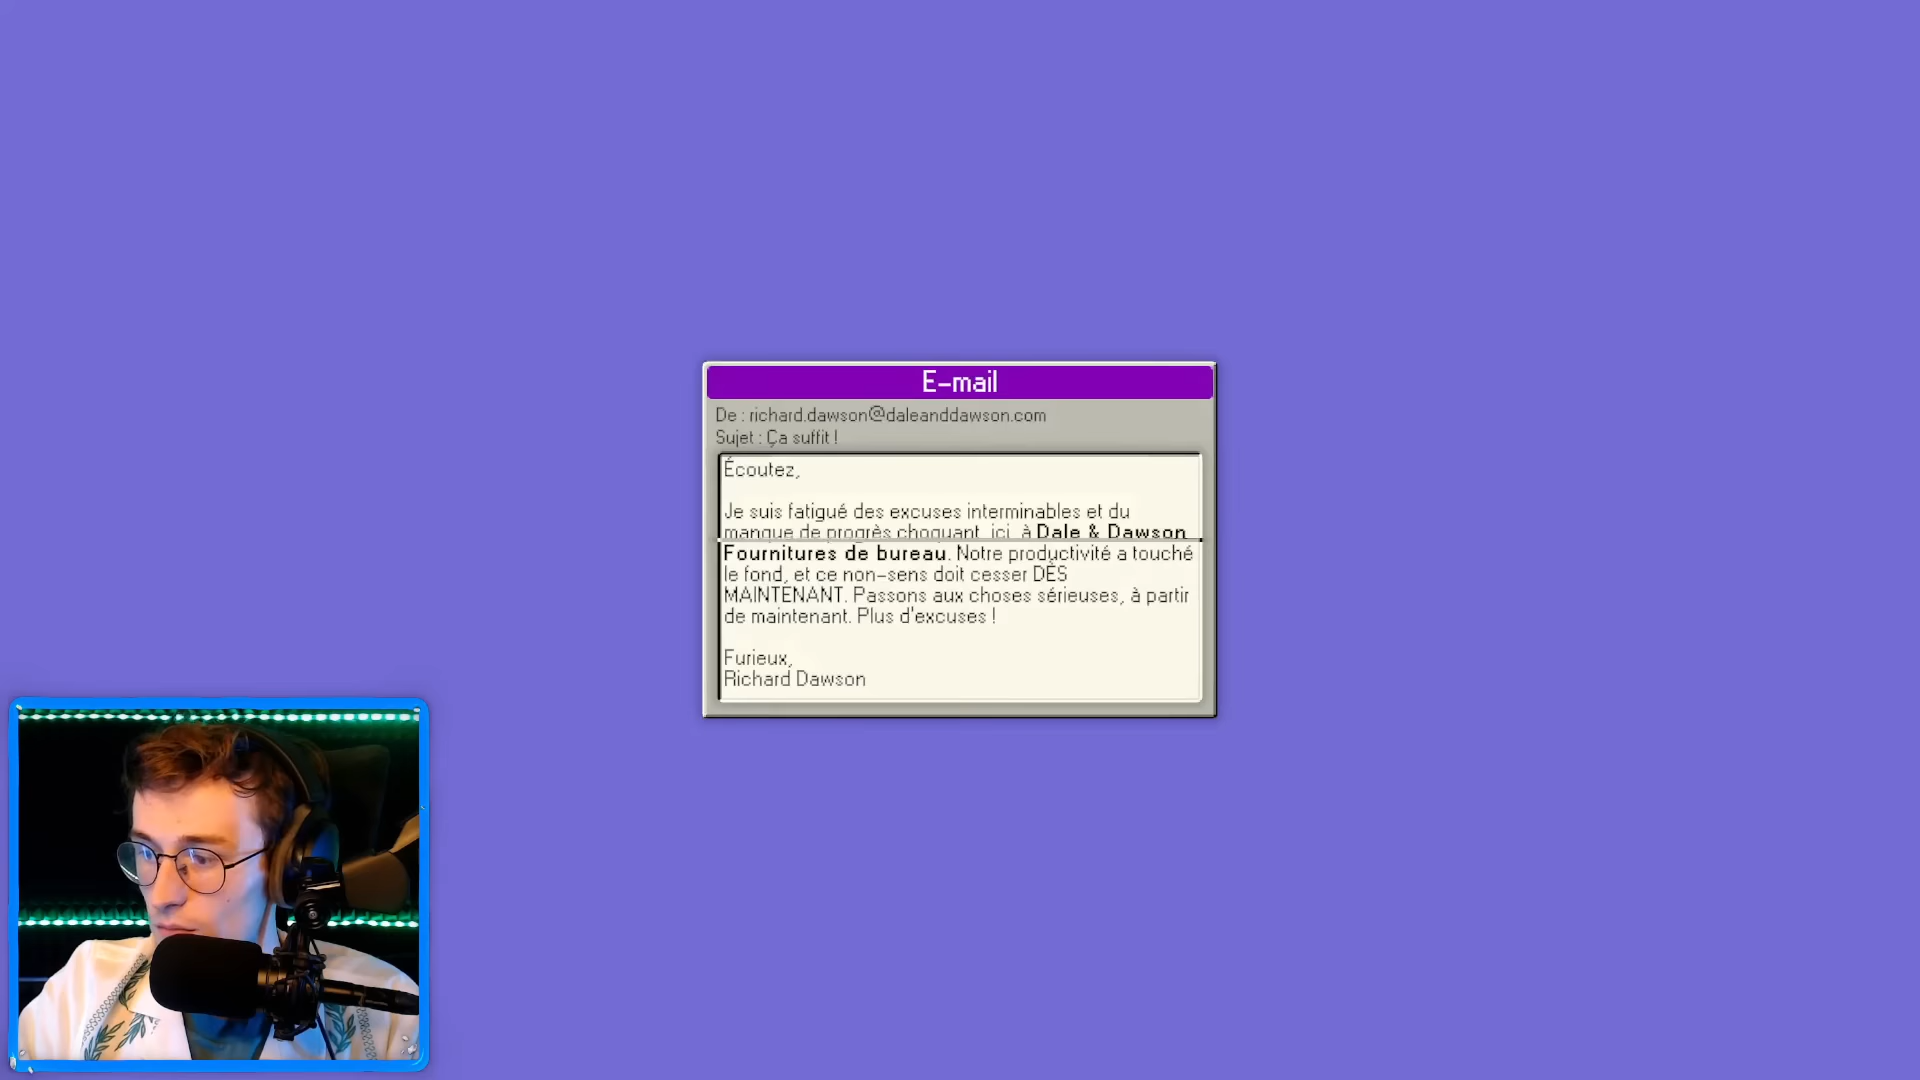 E-mail
De : richard.dawson@daleanddawson.com
Sujet : Ça suffit !
Écoutez,
Je suis fatigué des excuses interminables et du
manque de progrès choquant, ici, à Dale & Dawson
Fournitures de bureau. Notre productivité a touché
le fond, et ce non-sens doit cesser DÈS
MAINTENANT. Passons aux choses sérieuses, à partir
de maintenant. Plus d'excuses !
Furieux,
Richard Dawson